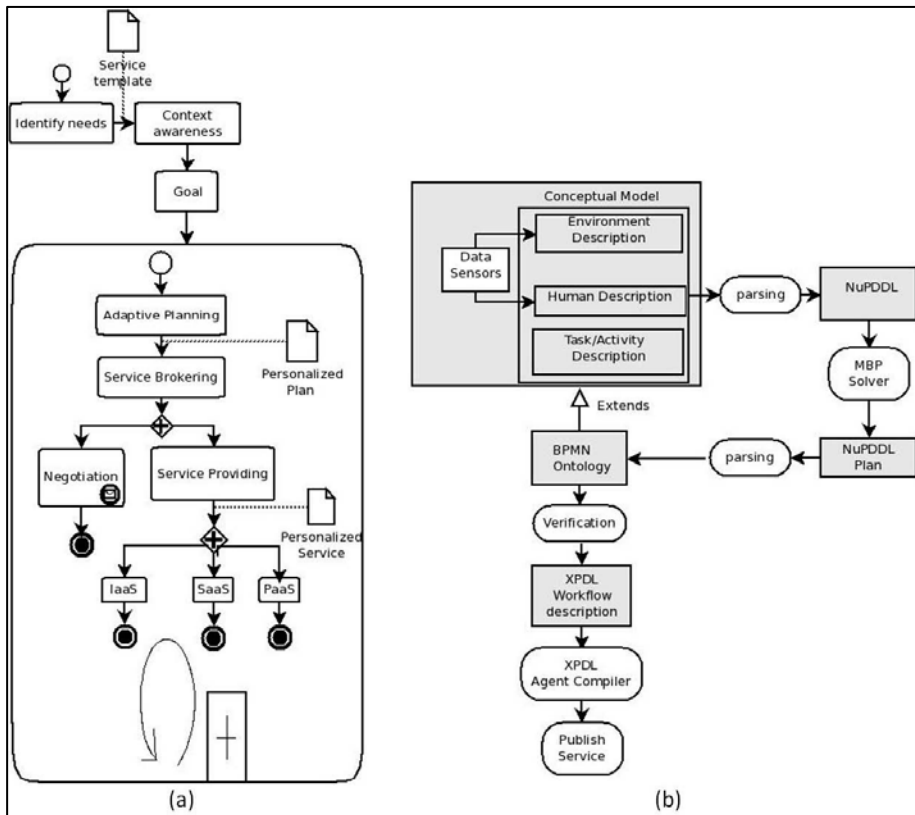 Service
template
Identify needs
Context
awareness
Goal
Adaptive Planning
Service Brokering
Personalized
Plan
Negotiation
Service Providing
Personalized
Service
IaaS
SaaS
PaaS
(a)
Conceptual Model
Environment
Description
Data
Sensors
Human Description
Task/Activity
Description
parsing
NuPDDL
MBP
Solver
NuPDDL
Plan
parsing
Extends
BPMN
Ontology
Verification
XPDL
Workflow
description
XPDL
Agent Compiler
Publish
Service
(b)